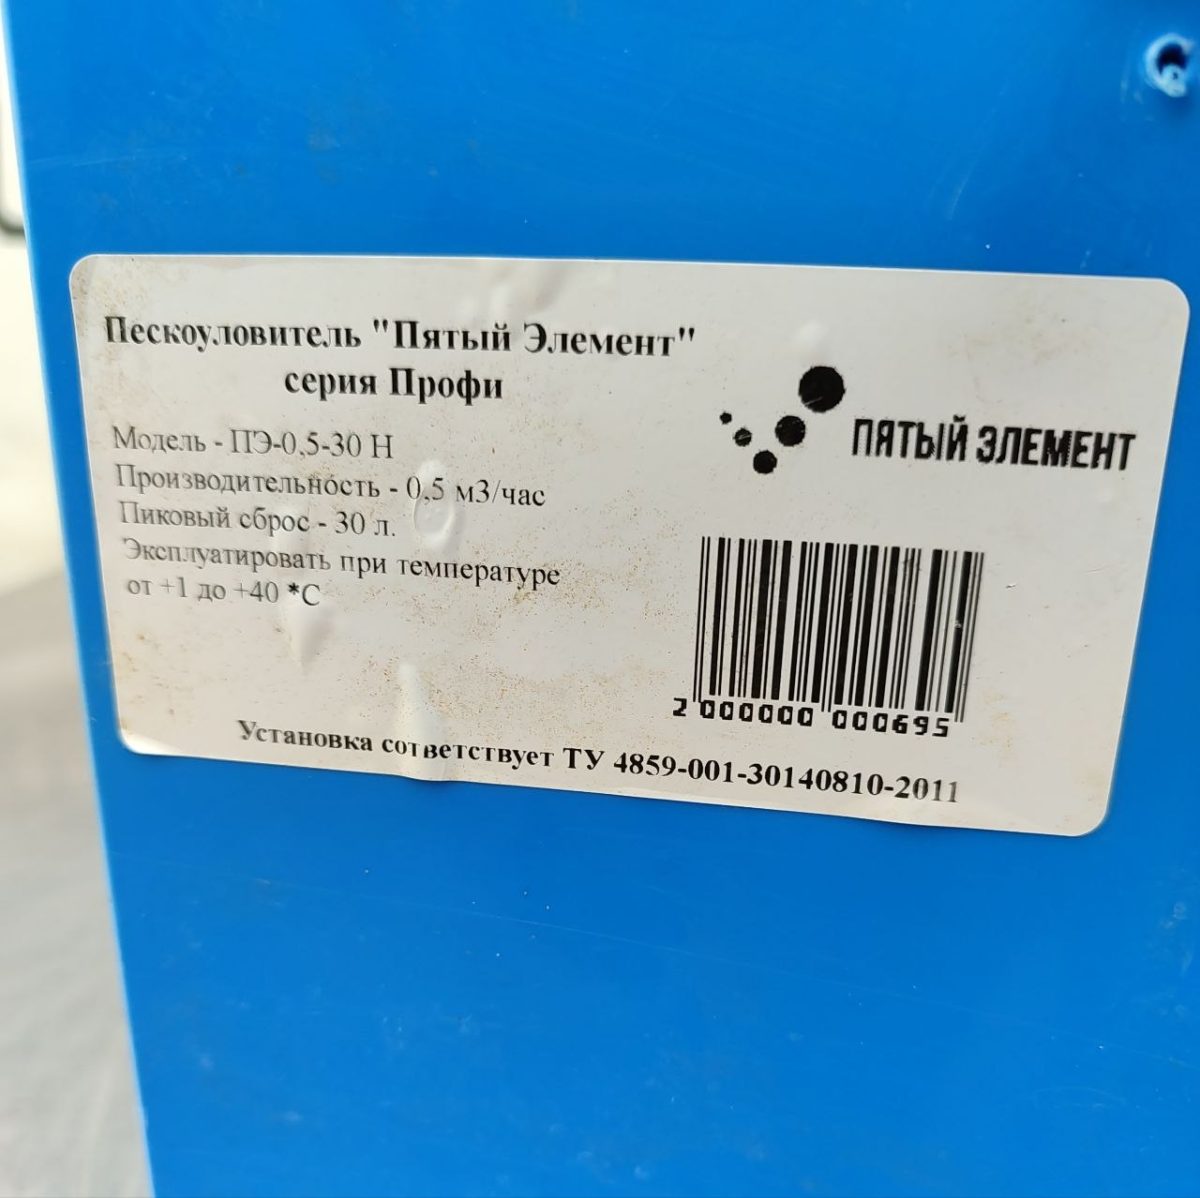 Пескоуловитель "Пятый Элемент"
серия Профи
Модель - ПЭ-0,5-30 Н
Производительность - 0,5 м3/час
Пиковый сброс - 30 л.
Эксплуатировать при температуре
от +1 до +40 *С
ПЯТЫЙ ЭЛЕМЕНТ
2 000000 000695
Установка соответствует ТУ 4859-001-30140810-2011